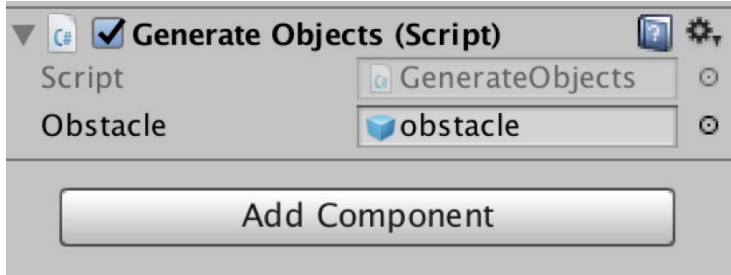 Generate Objects (Script)
Script GenerateObjects
Obstacle obstacle
Add Component